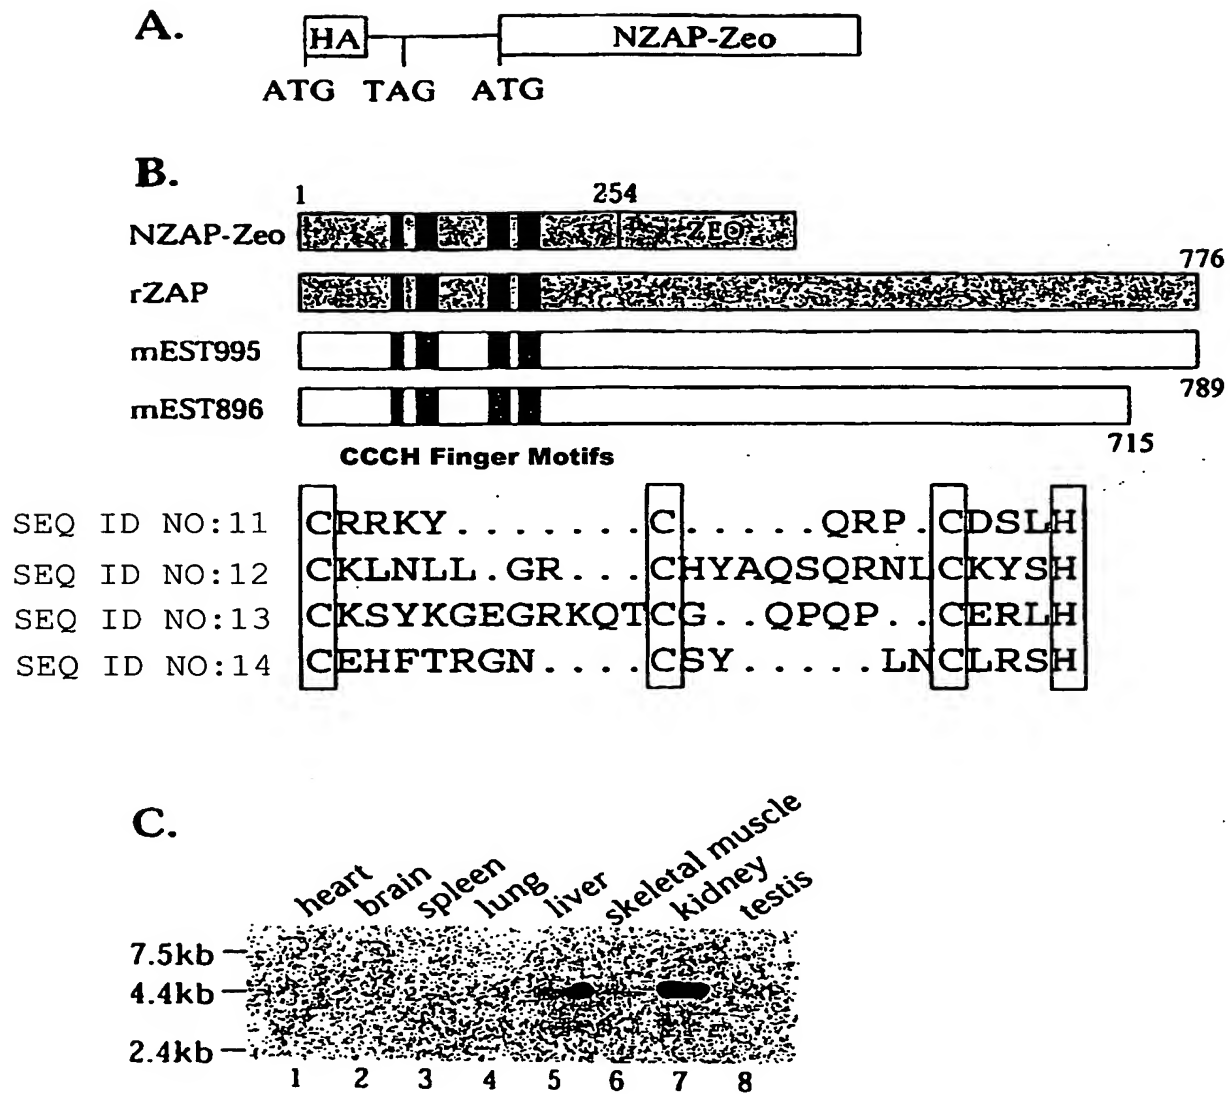 A.
HA NZAP-Zeo
ATG TAG ATG
B.
1 254
NZAP-Zeo ZEO
776
rZAP
mEST995
789
mEST896
715
CCCH Finger Motifs
SEQ ID NO:11 CRRKY.......C.....QRP.CDSLH
SEQ ID NO:12 CKLNLL.GR...CHYAQSQRNLCKYSH
SEQ ID NO:13 CKSYKGEGRKQTCG..QPQP..CERLH
SEQ ID NO:14 CEHFTRGN....CSY.....LNCLRSH
C.
heart brain spleen lung liver skeletal muscle kidney testis
7.5kb
4.4kb
2.4kb
1 2 3 4 5 6 7 8